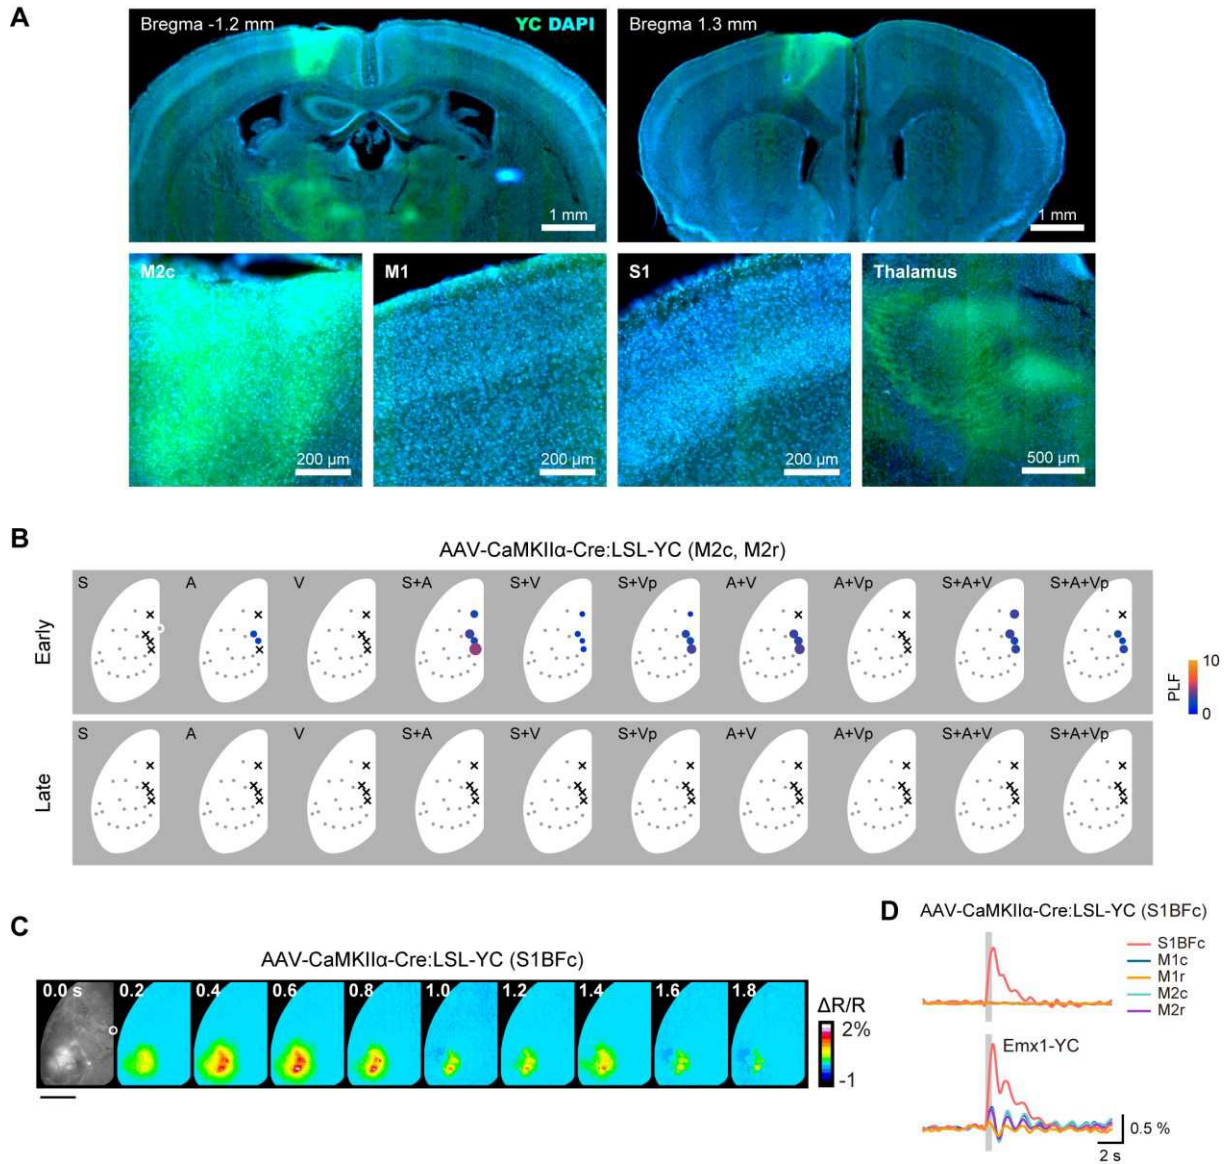 A
Bregma -1.2 mm YC DAPI
1 mm
Bregma 1.3 mm
1 mm
M2c
200 µm
M1
200 µm
S1
200 µm
Thalamus
500 µm
B
AAV-CaMKIIα-Cre:LSL-YC (M2c, M2r)
Early
S A V S+A S+V S+Vp A+V A+Vp S+A+V S+A+Vp
Late
S A V S+A S+V S+Vp A+V A+Vp S+A+V S+A+Vp
PLF
10
0
C
AAV-CaMKIIα-Cre:LSL-YC (S1BFc)
0.0 s 0.2 0.4 0.6 0.8 1.0 1.2 1.4 1.6 1.8
ΔR/R
2%
-1
D
AAV-CaMKIIα-Cre:LSL-YC (S1BFc)
S1BFc
M1c
M1r
M2c
M2r
Emx1-YC
0.5 %
2 s